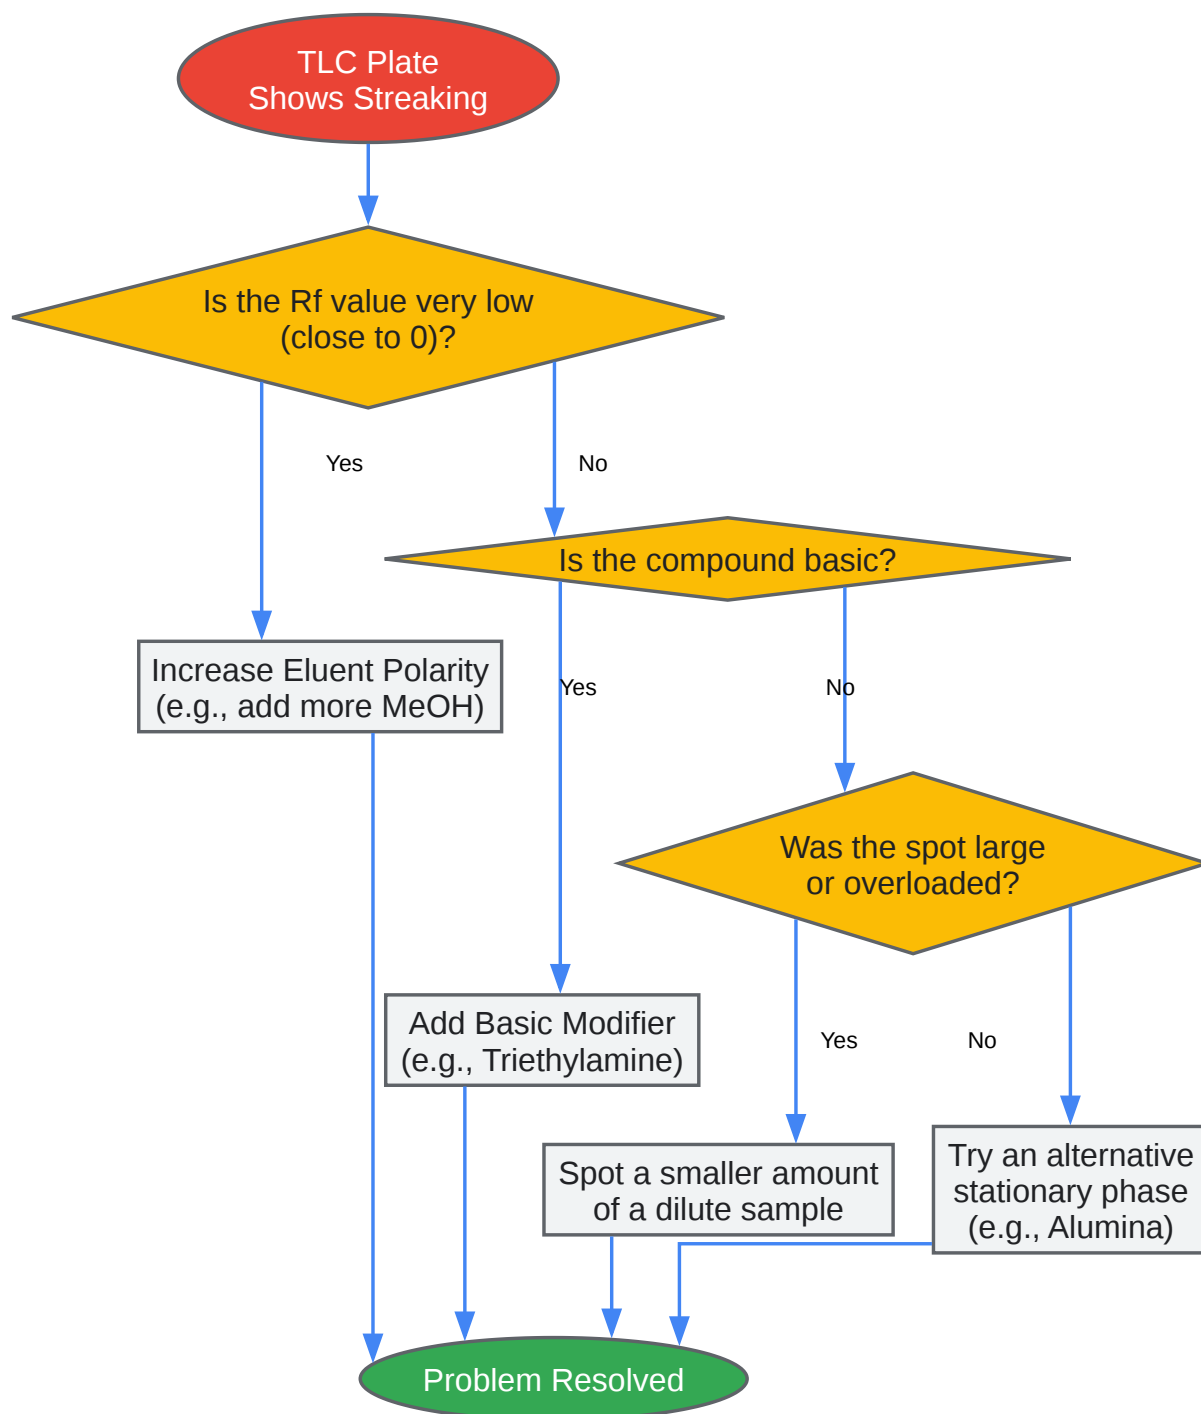 TLC Plate
Shows Streaking
Is the Rf value very low
(close to 0)?
Yes
No
Is the compound basic?
Increase Eluent Polarity
(e.g., add more MeOH)
Yes
No
Was the spot large
or overloaded?
Add Basic Modifier
(e.g., Triethylamine)
Yes
No
Spot a smaller amount
of a dilute sample
Try an alternative
stationary phase
(e.g., Alumina)
Problem Resolved